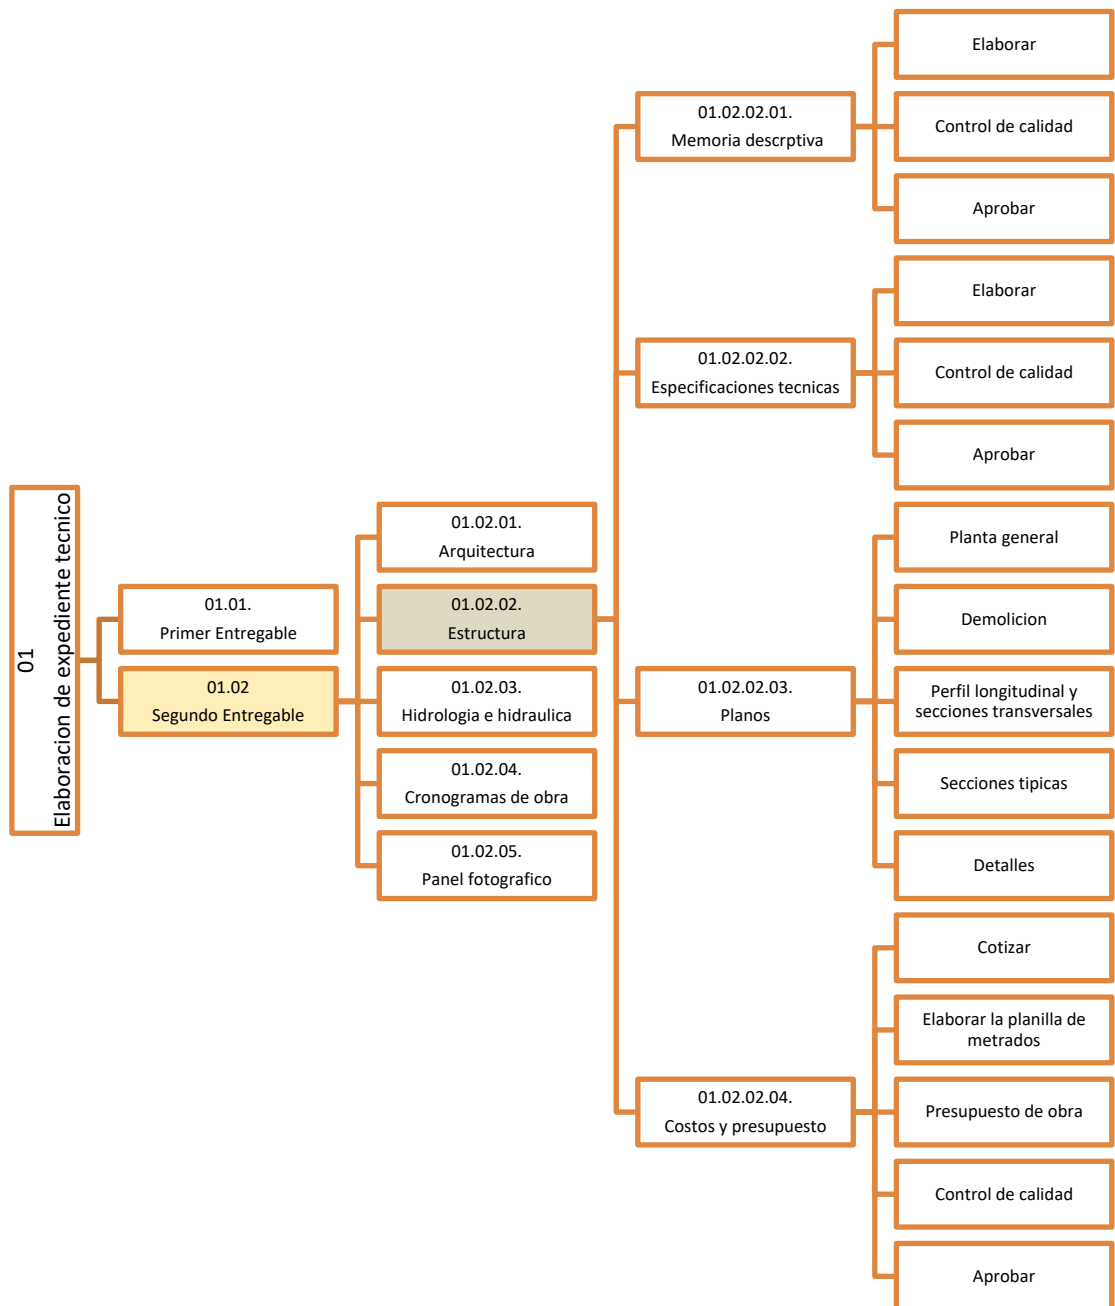 01
Elaboracion de expediente tecnico
01.01.
Primer Entregable
01.02
Segundo Entregable
01.02.01.
Arquitectura
01.02.02.
Estructura
01.02.03.
Hidrologia e hidraulica
01.02.04.
Cronogramas de obra
01.02.05.
Panel fotografico
01.02.02.01.
Memoria descrptiva
Elaborar
Control de calidad
Aprobar
01.02.02.02.
Especificaciones tecnicas
Elaborar
Control de calidad
Aprobar
01.02.02.03.
Planos
Planta general
Demolicion
Perfil longitudinal y
secciones transversales
Secciones tipicas
Detalles
01.02.02.04.
Costos y presupuesto
Cotizar
Elaborar la planilla de
metrados
Presupuesto de obra
Control de calidad
Aprobar